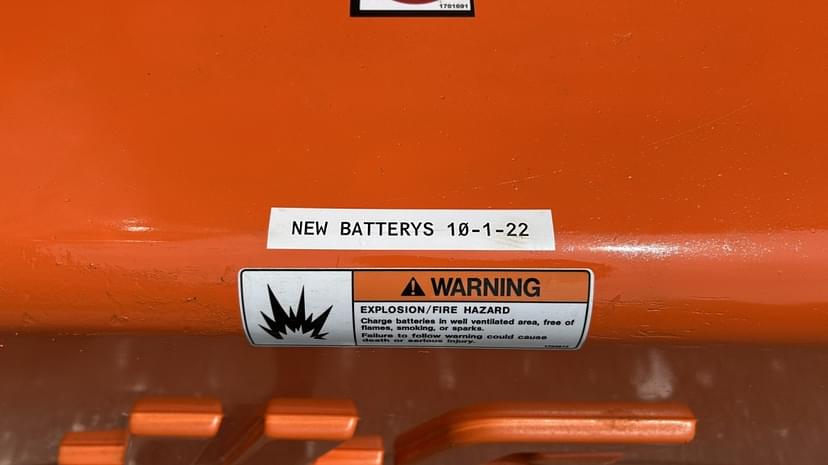 1701691
NEW BATTERYS 10-1-22
WARNING
EXPLOSION/FIRE HAZARD
Charge batteries in well ventilated area, free of
flames, smoking, or sparks.
Failure to follow warning could cause
death or serious injury.